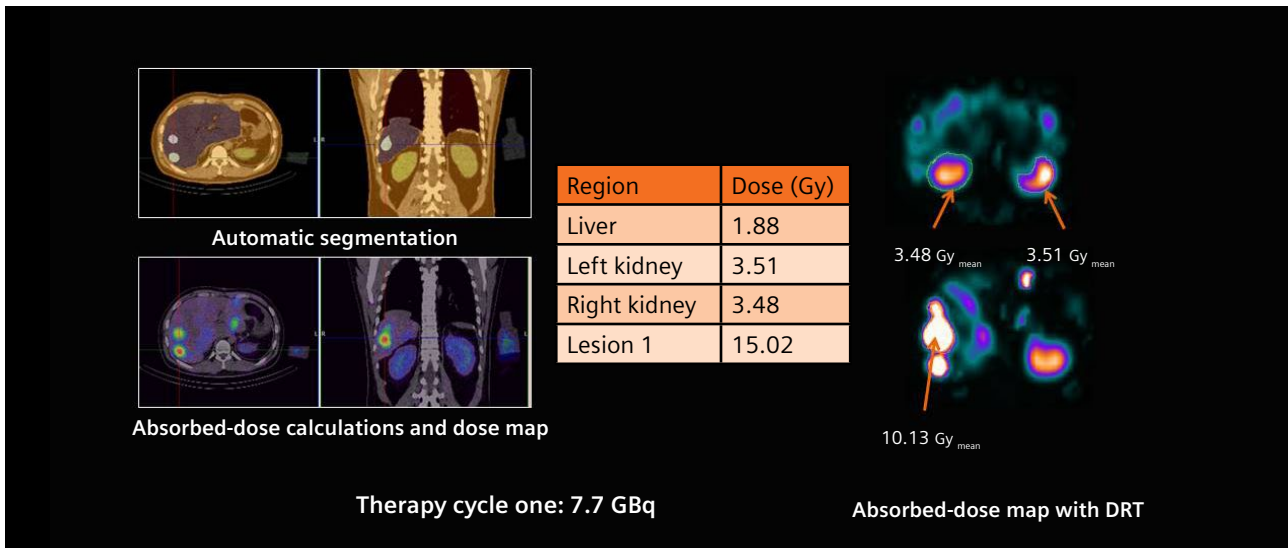 Automatic segmentation
Absorbed-dose calculations and dose map
Region Dose (Gy)
Liver 1.88
Left kidney 3.51
Right kidney 3.48
Lesion 1 15.02
3.48 Gy mean 3.51 Gy mean
10.13 Gy mean
Therapy cycle one: 7.7 GBq
Absorbed-dose map with DRT